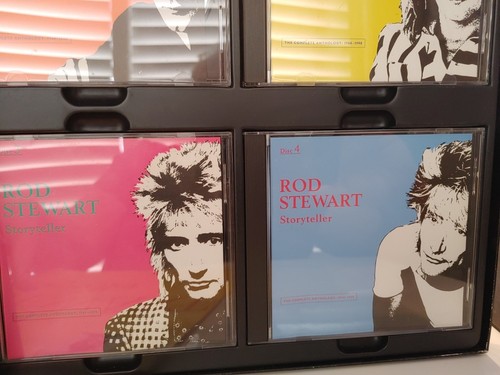 THE COMPLETE ANTHOLOGY: 1964-1990
ROD
STEWART
Storyteller
Disc 4
ROD
STEWART
Storyteller